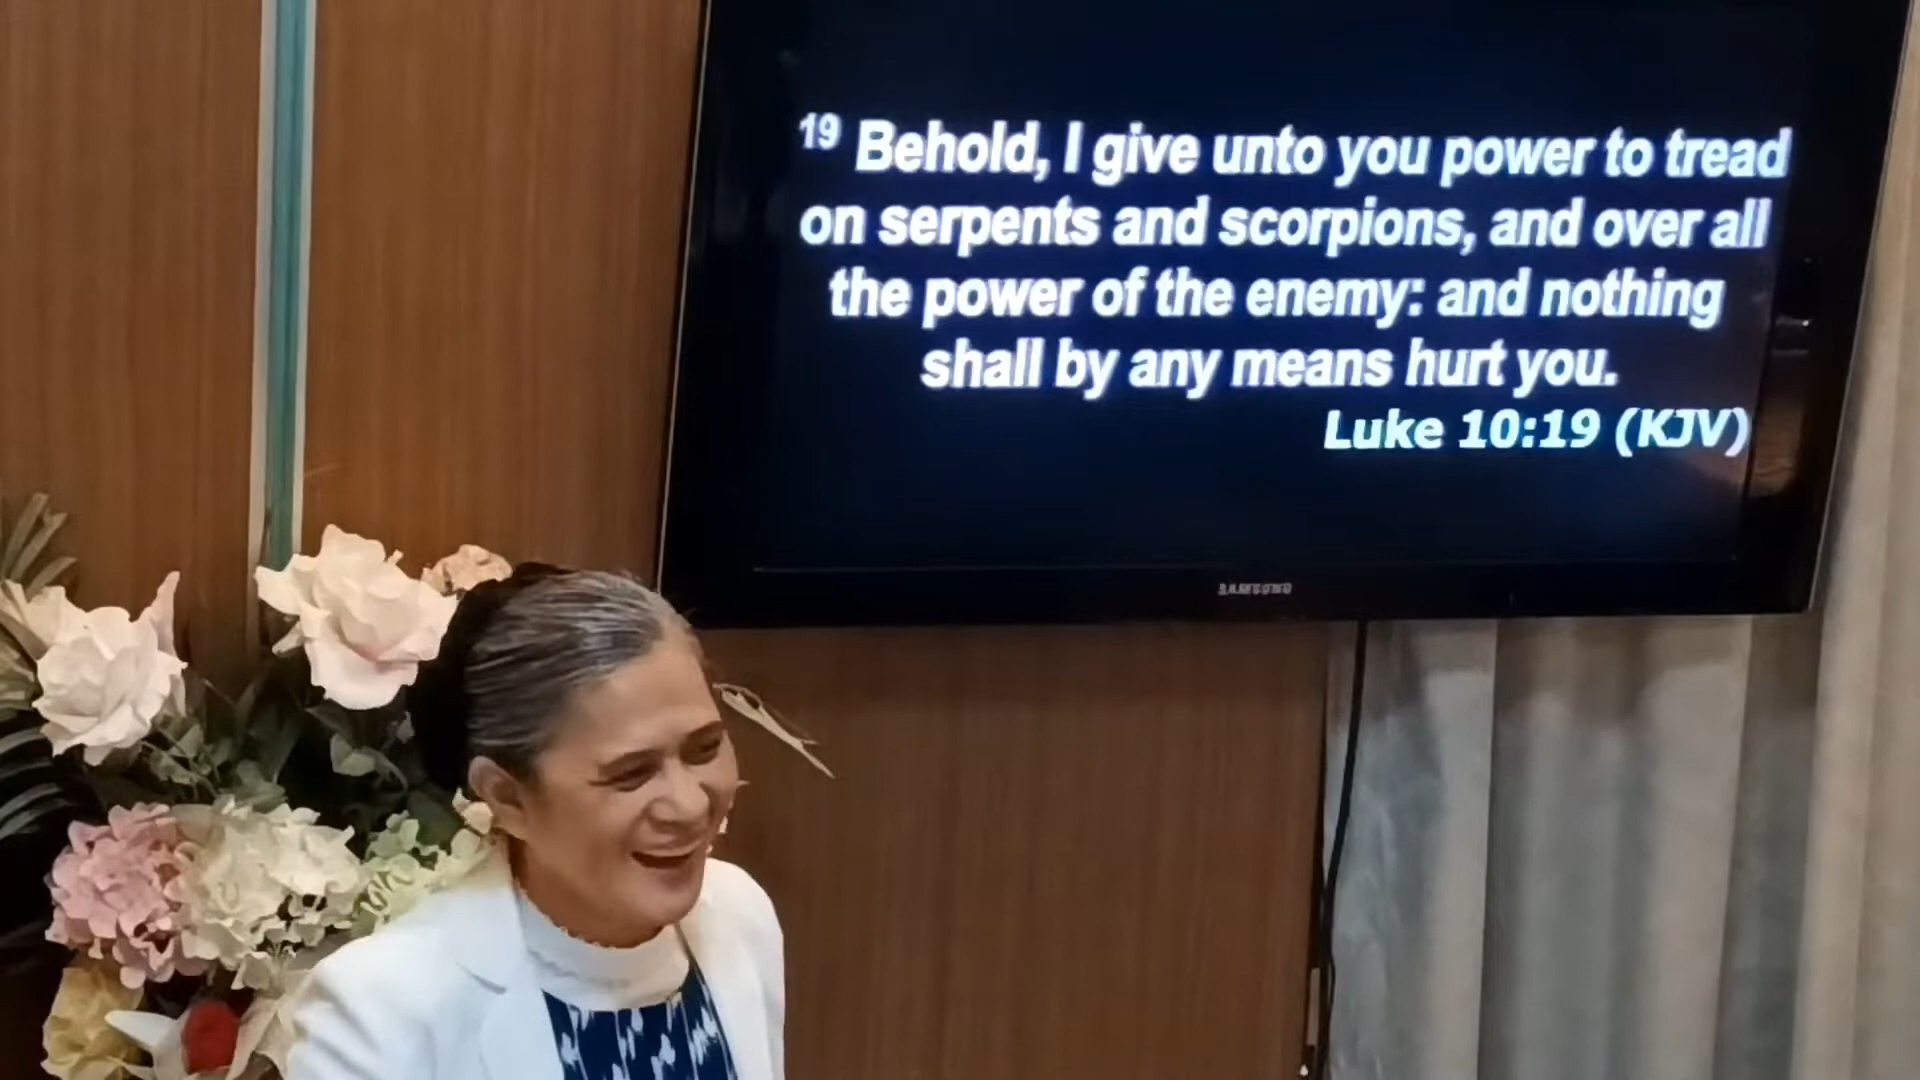 19 Behold, I give unto you power to tread
on serpents and scorpions, and over all
the power of the enemy: and nothing
shall by any means hurt you.
Luke 10:19 (KJV)
SAMSUNG